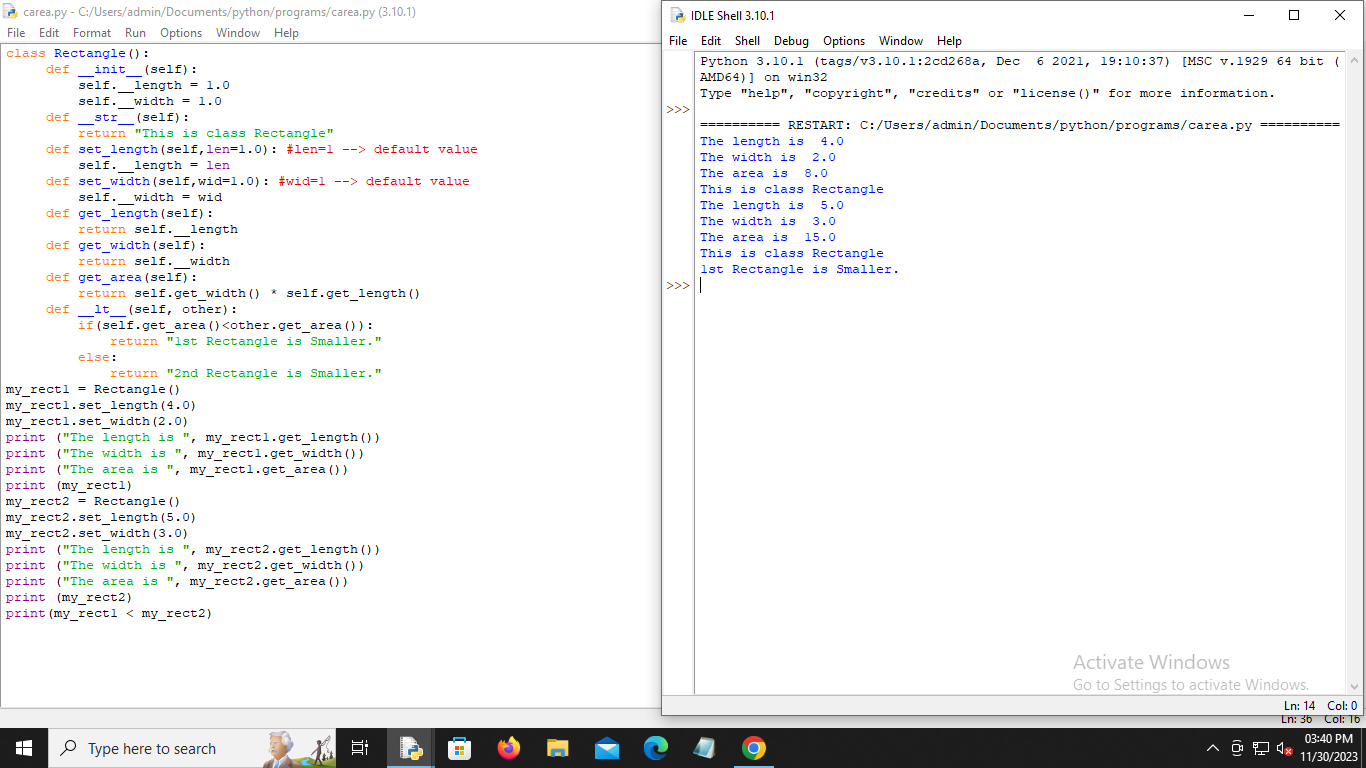 carea.py - C:/Users/admin/Documents/python/programs/carea.py (3.10.1)
File Edit Format Run Options Window Help
class Rectangle():
     def __init__(self):
         self.__length = 1.0
         self.__width = 1.0
     def __str__(self):
         return "This is class Rectangle"
     def set_length(self,len=1.0): #len=1 --> default value
         self.__length = len
     def set_width(self,wid=1.0): #wid=1 --> default value
         self.__width = wid
     def get_length(self):
         return self.__length
     def get_width(self):
         return self.__width
     def get_area(self):
         return self.get_width() * self.get_length()
     def __lt__(self, other):
         if(self.get_area()<other.get_area()):
             return "1st Rectangle is Smaller."
         else:
             return "2nd Rectangle is Smaller."
my_rect1 = Rectangle()
my_rect1.set_length(4.0)
my_rect1.set_width(2.0)
print ("The length is ", my_rect1.get_length())
print ("The width is ", my_rect1.get_width())
print ("The area is ", my_rect1.get_area())
print (my_rect1)
my_rect2 = Rectangle()
my_rect2.set_length(5.0)
my_rect2.set_width(3.0)
print ("The length is ", my_rect2.get_length())
print ("The width is ", my_rect2.get_width())
print ("The area is ", my_rect2.get_area())
print (my_rect2)
print(my_rect1 < my_rect2)
IDLE Shell 3.10.1
File Edit Shell Debug Options Window Help
Python 3.10.1 (tags/v3.10.1:2cd268a, Dec  6 2021, 19:10:37) [MSC v.1929 64 bit (
AMD64)] on win32
Type "help", "copyright", "credits" or "license()" for more information.
>>>
========== RESTART: C:/Users/admin/Documents/python/programs/carea.py ==========
The length is  4.0
The width is  2.0
The area is  8.0
This is class Rectangle
The length is  5.0
The width is  3.0
The area is  15.0
This is class Rectangle
1st Rectangle is Smaller.
>>>
Activate Windows
Go to Settings to activate Windows.
Ln: 14 Col: 0
Ln: 36 Col: 16
Type here to search
03:40 PM
11/30/2023